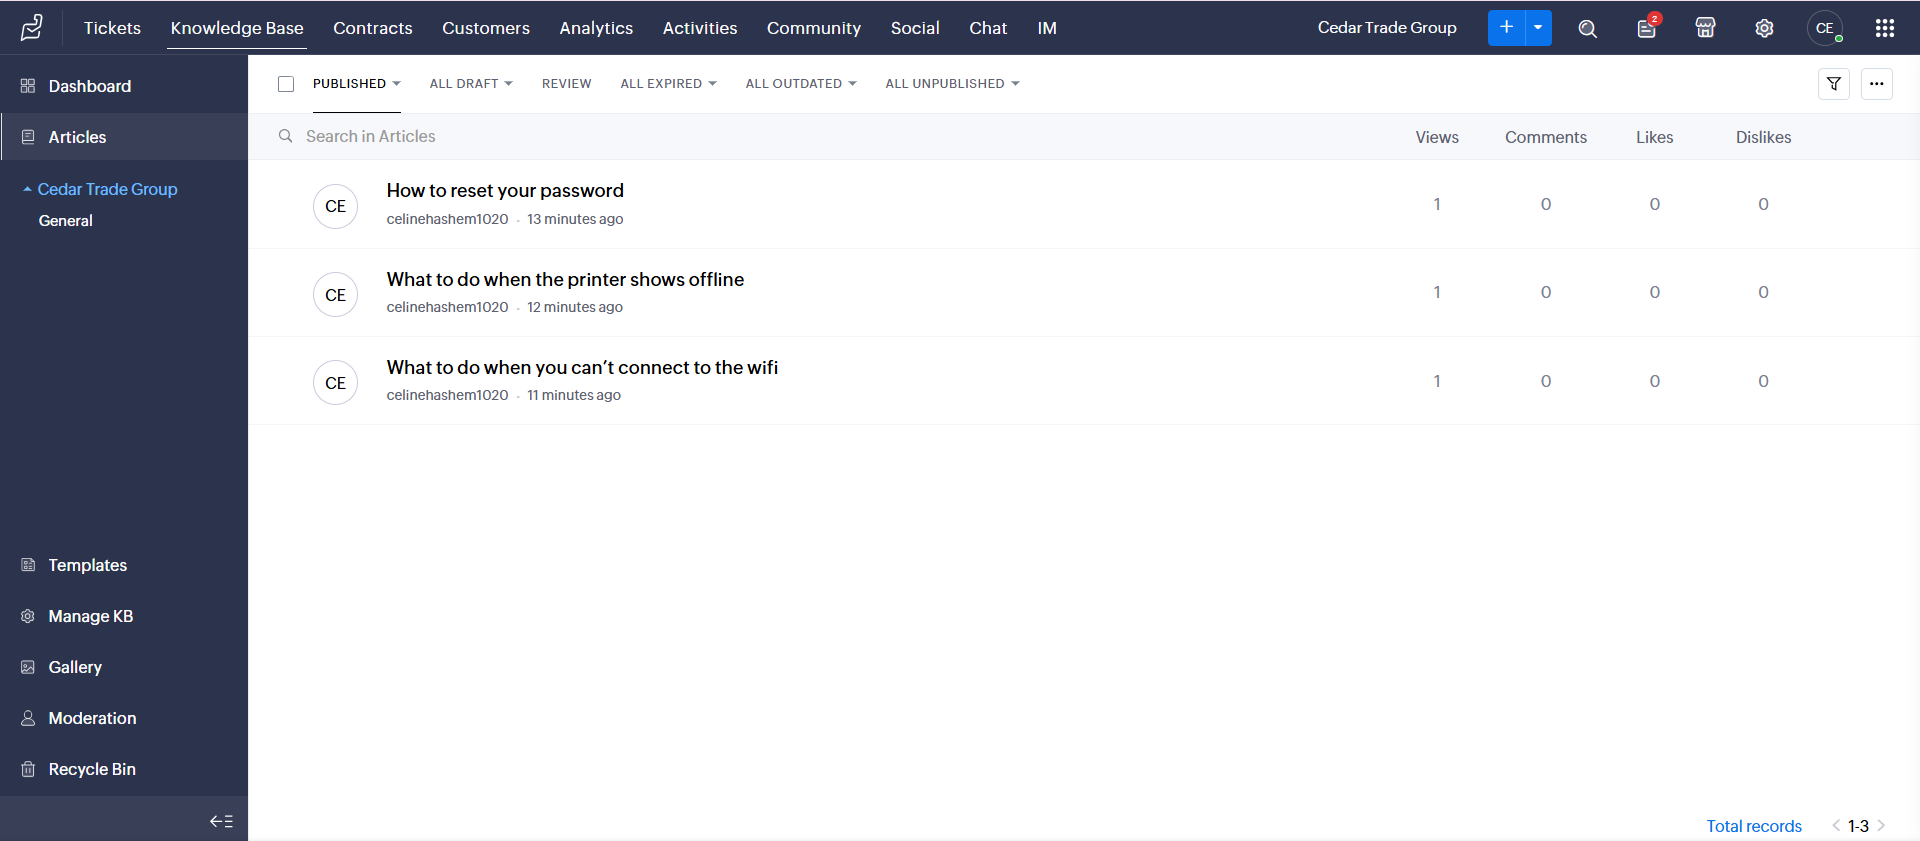 Tickets Knowledge Base Contracts Customers Analytics Activities Community Social Chat IM Cedar Trade Group 2 CE
Dashboard
Articles
Cedar Trade Group
General
Templates
Manage KB
Gallery
Moderation
Recycle Bin
PUBLISHED ALL DRAFT REVIEW ALL EXPIRED ALL OUTDATED ALL UNPUBLISHED
Search in Articles Views Comments Likes Dislikes
CE How to reset your password 1 0 0 0
celinehashem1020 . 13 minutes ago
CE What to do when the printer shows offline 1 0 0 0
celinehashem1020 . 12 minutes ago
CE What to do when you can’t connect to the wifi 1 0 0 0
celinehashem1020 . 11 minutes ago
Total records 1-3